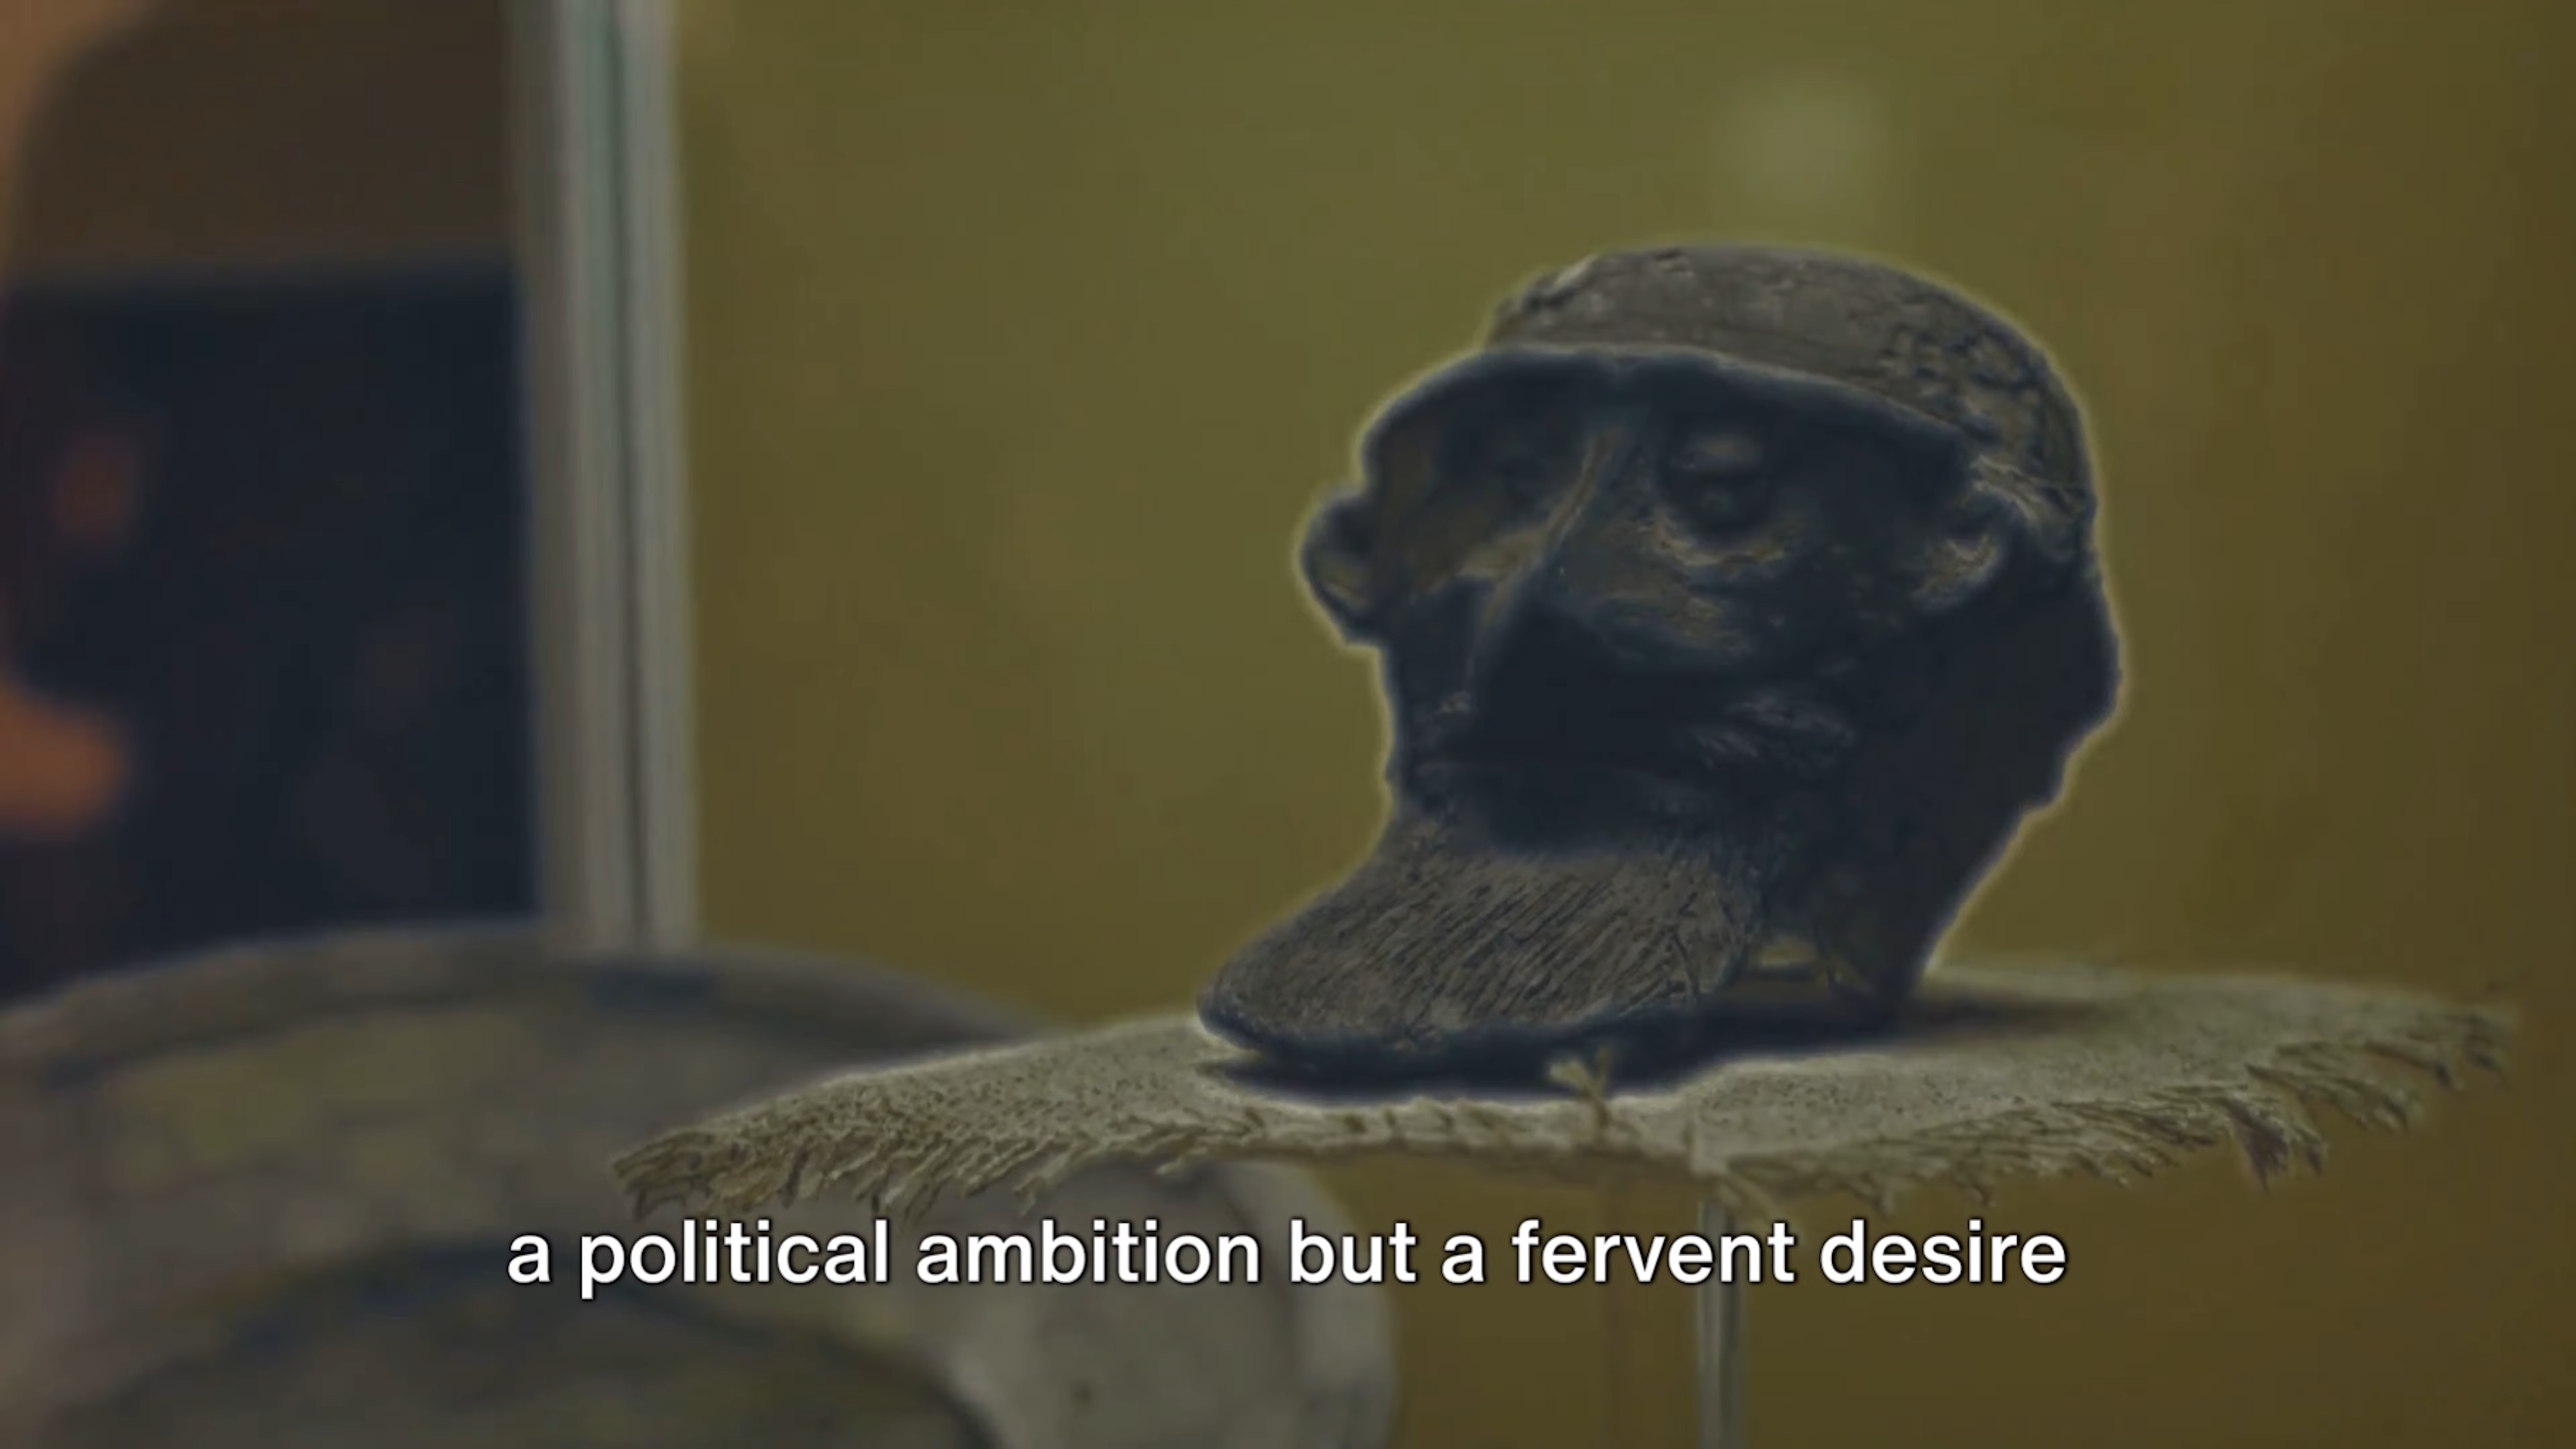 a political ambition but a fervent desire